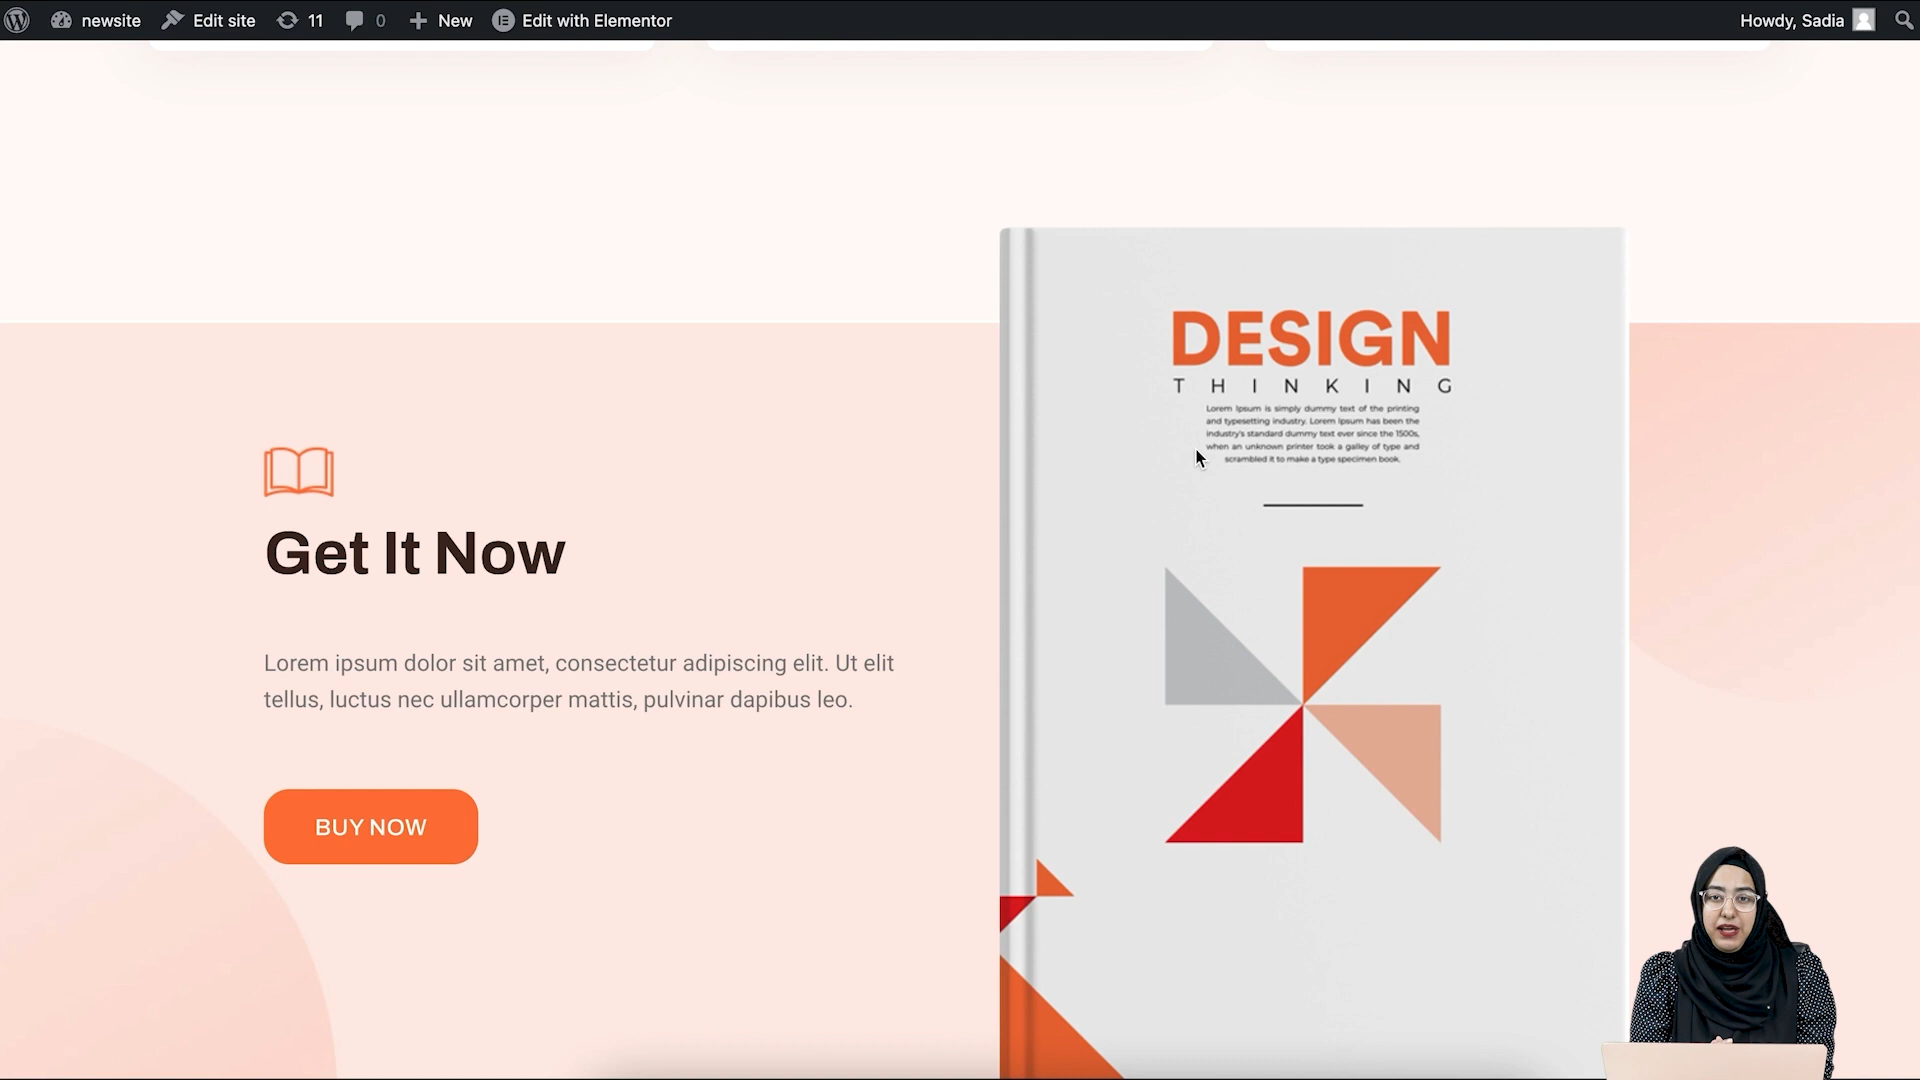 newsite Edit site 11 0 New Edit with Elementor Howdy, Sadia
DESIGN
THINKING
Lorem Ipsum is simply dummy text of the printing
and typesetting industry. Lorem Ipsum has been the
industry's standard dummy text ever since the 1500s,
when an unknown printer took a galley of type and
scrambled it to make a type specimen book.
Get It Now
Lorem ipsum dolor sit amet, consectetur adipiscing elit. Ut elit
tellus, luctus nec ullamcorper mattis, pulvinar dapibus leo.
BUY NOW